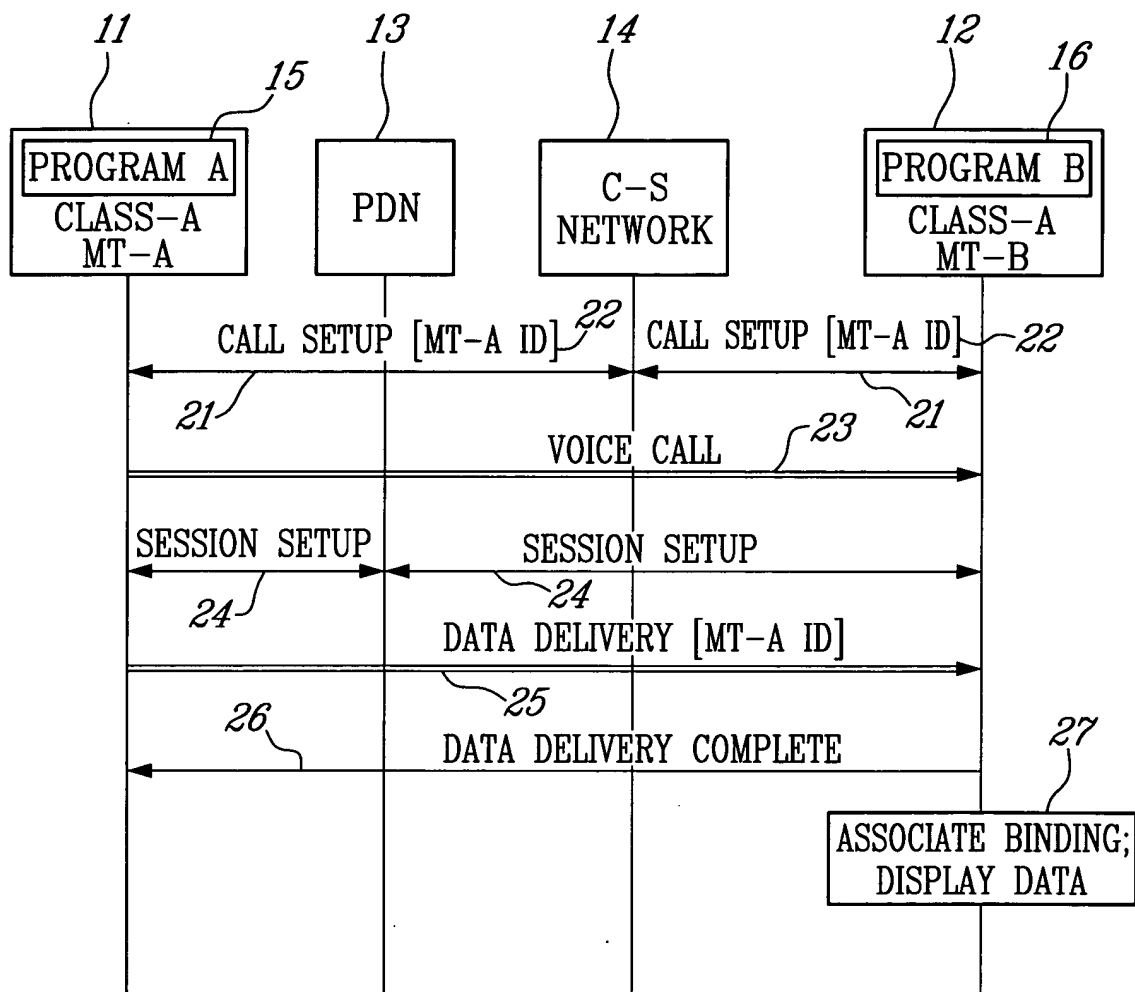 11
15
13
14
12
16
PROGRAM A
CLASS-A
MT-A
PDN
C-S
NETWORK
PROGRAM B
CLASS-A
MT-B
CALL SETUP [MT-A ID]
22
CALL SETUP [MT-A ID]
22
21
21
VOICE CALL
23
SESSION SETUP
SESSION SETUP
24
24
DATA DELIVERY [MT-A ID]
25
26
DATA DELIVERY COMPLETE
27
ASSOCIATE BINDING;
DISPLAY DATA